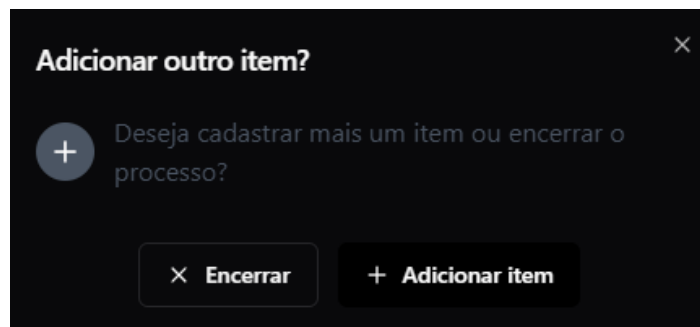 Adicionar outro item?
Deseja cadastrar mais um item ou encerrar o
processo?
Encerrar
Adicionar item